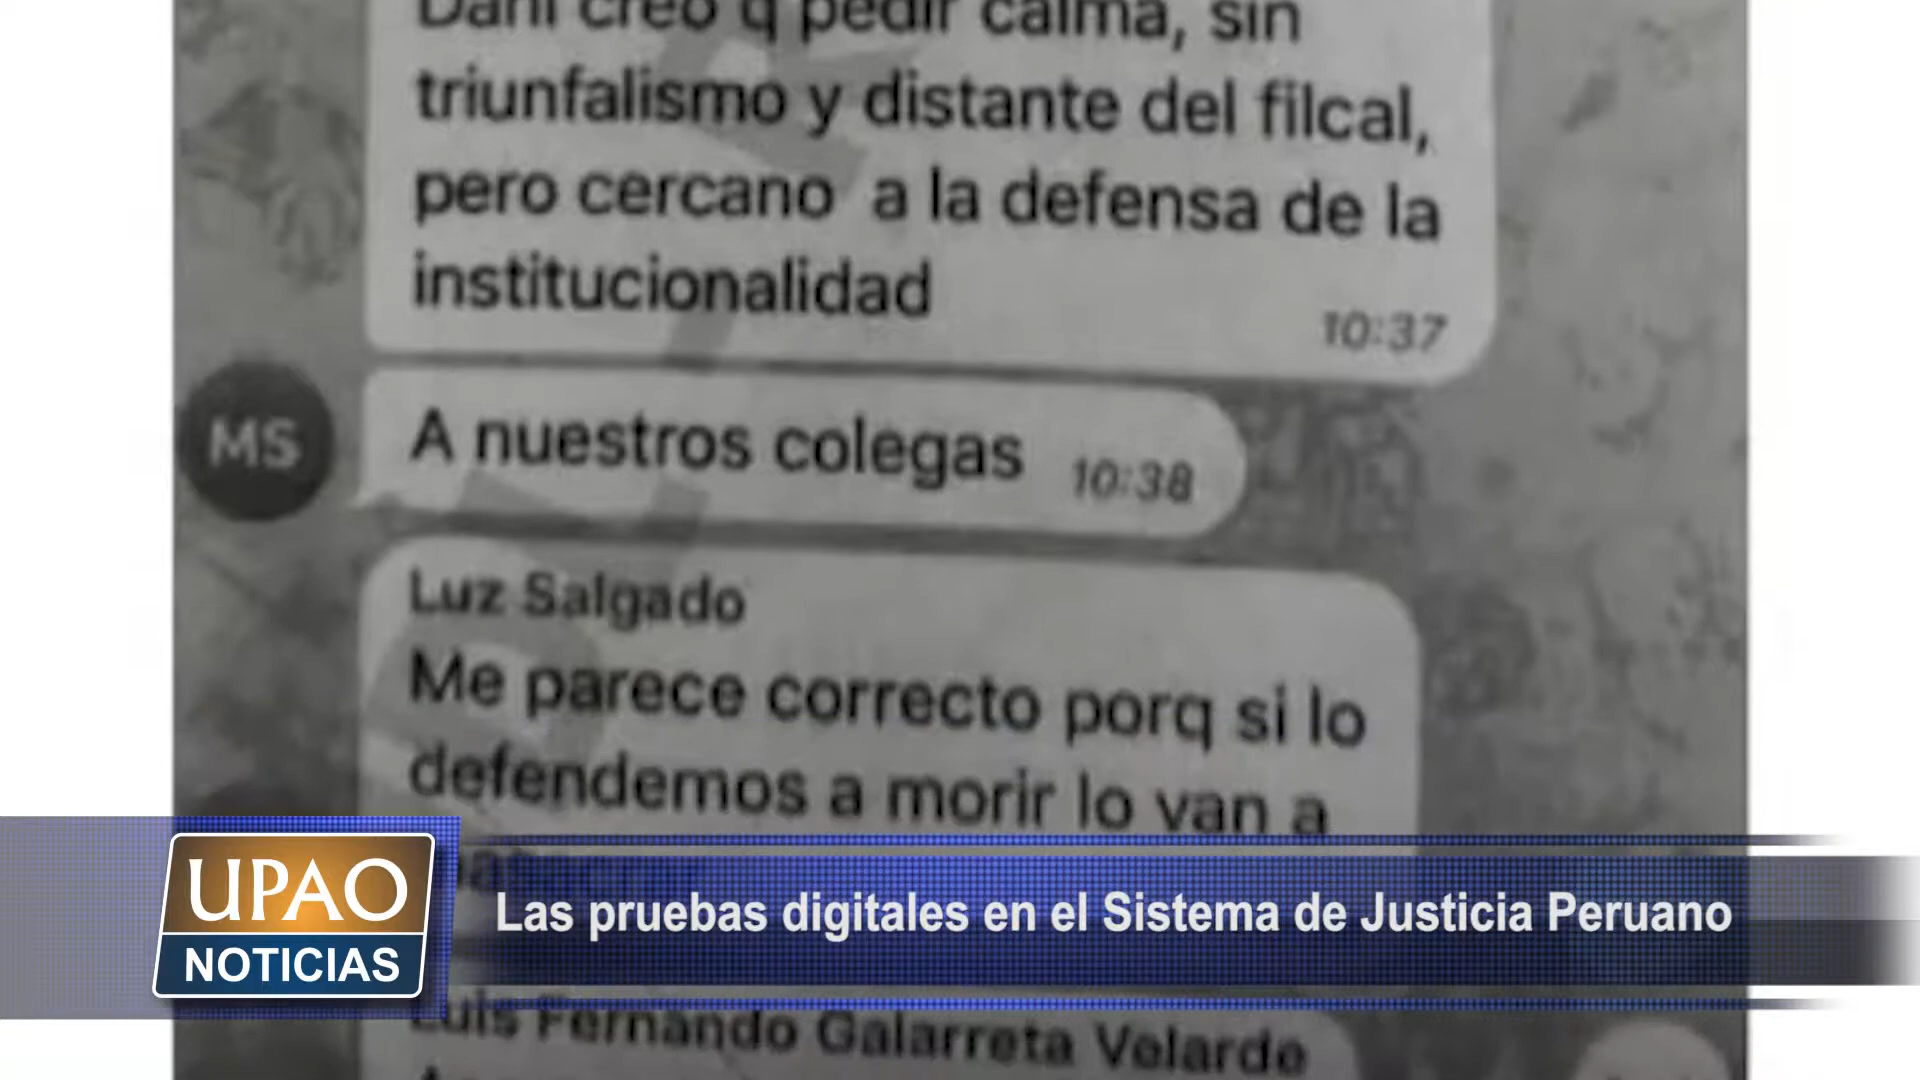 Dani creo q pedir calma, sin
triunfalismo y distante del filcal,
pero cercano a la defensa de la
institucionalidad
10:37
MS
A nuestros colegas 10:38
Luz Salgado
Me parece correcto porq si lo
defendemos a morir lo van a
UPAO
NOTICIAS
Las pruebas digitales en el Sistema de Justicia Peruano
Luis Fernando Galarreta Velarde